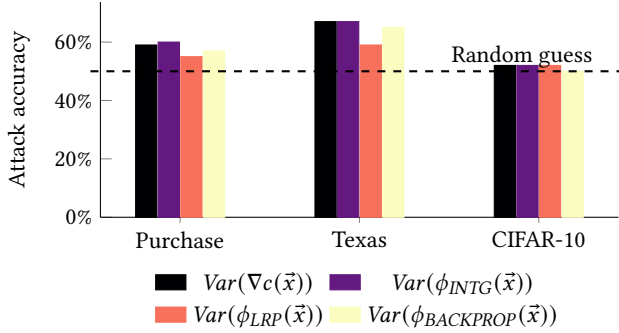 Attack accuracy
60%
40%
20%
0%
Random guess
Purchase Texas CIFAR-10
Var(∇c(x⃗)) Var(ϕINTG(x⃗))
Var(ϕLRP(x⃗)) Var(ϕBACKPROP(x⃗))